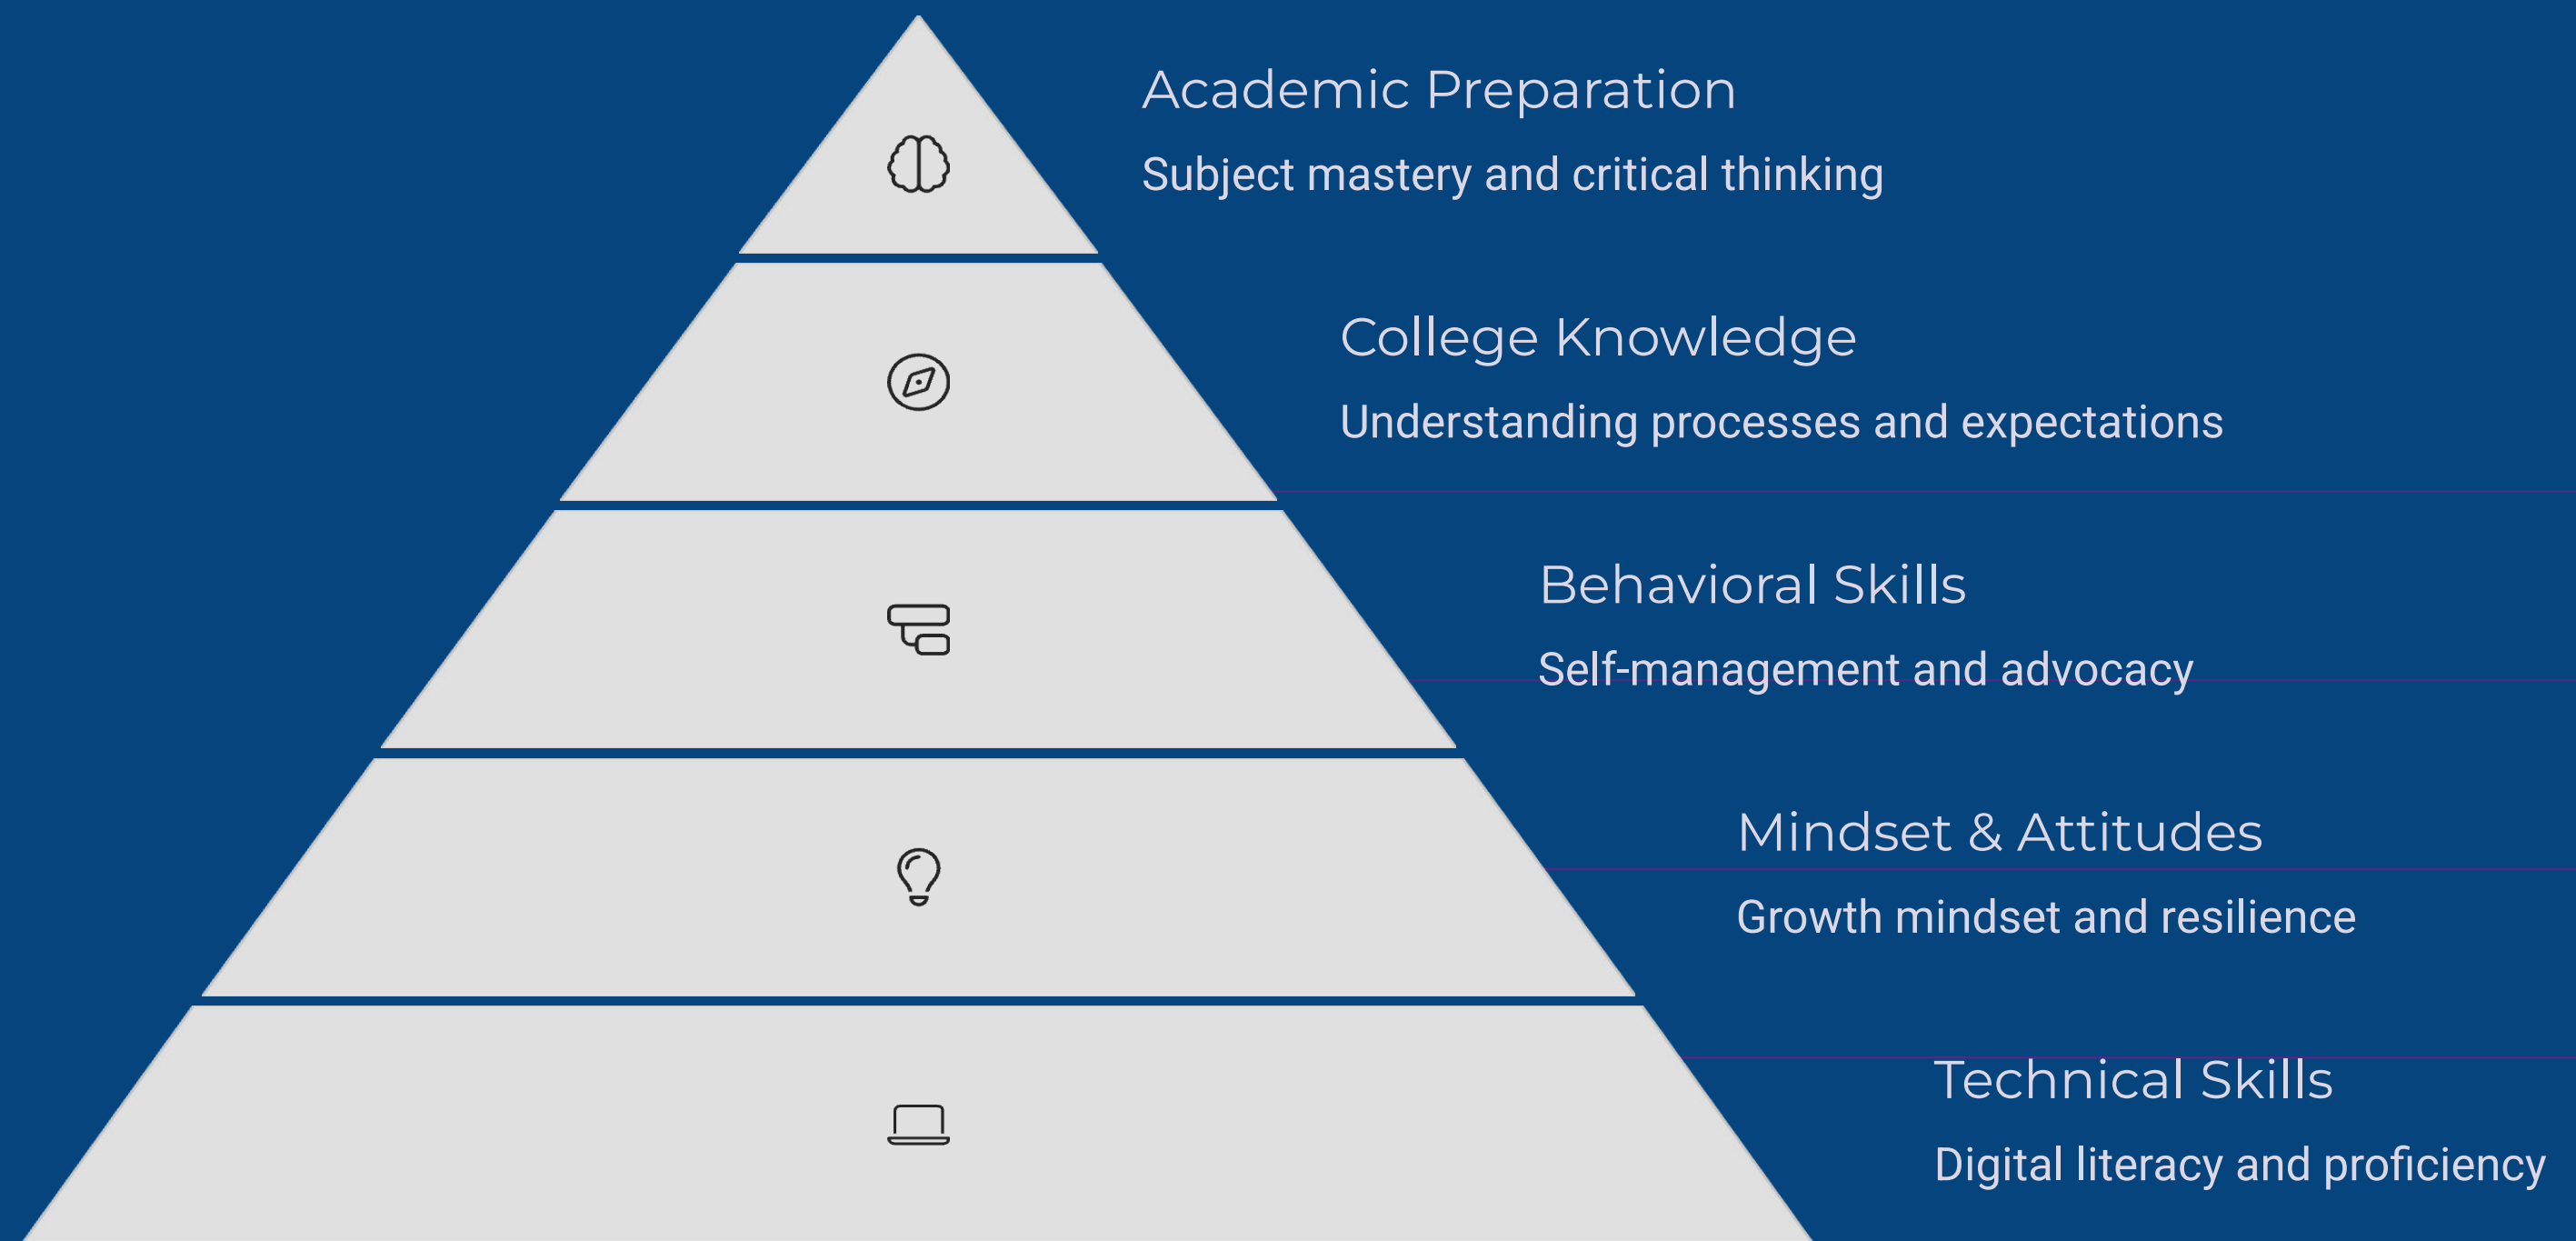 Academic Preparation
Subject mastery and critical thinking
College Knowledge
Understanding processes and expectations
Behavioral Skills
Self-management and advocacy
Mindset & Attitudes
Growth mindset and resilience
Technical Skills
Digital literacy and proficiency